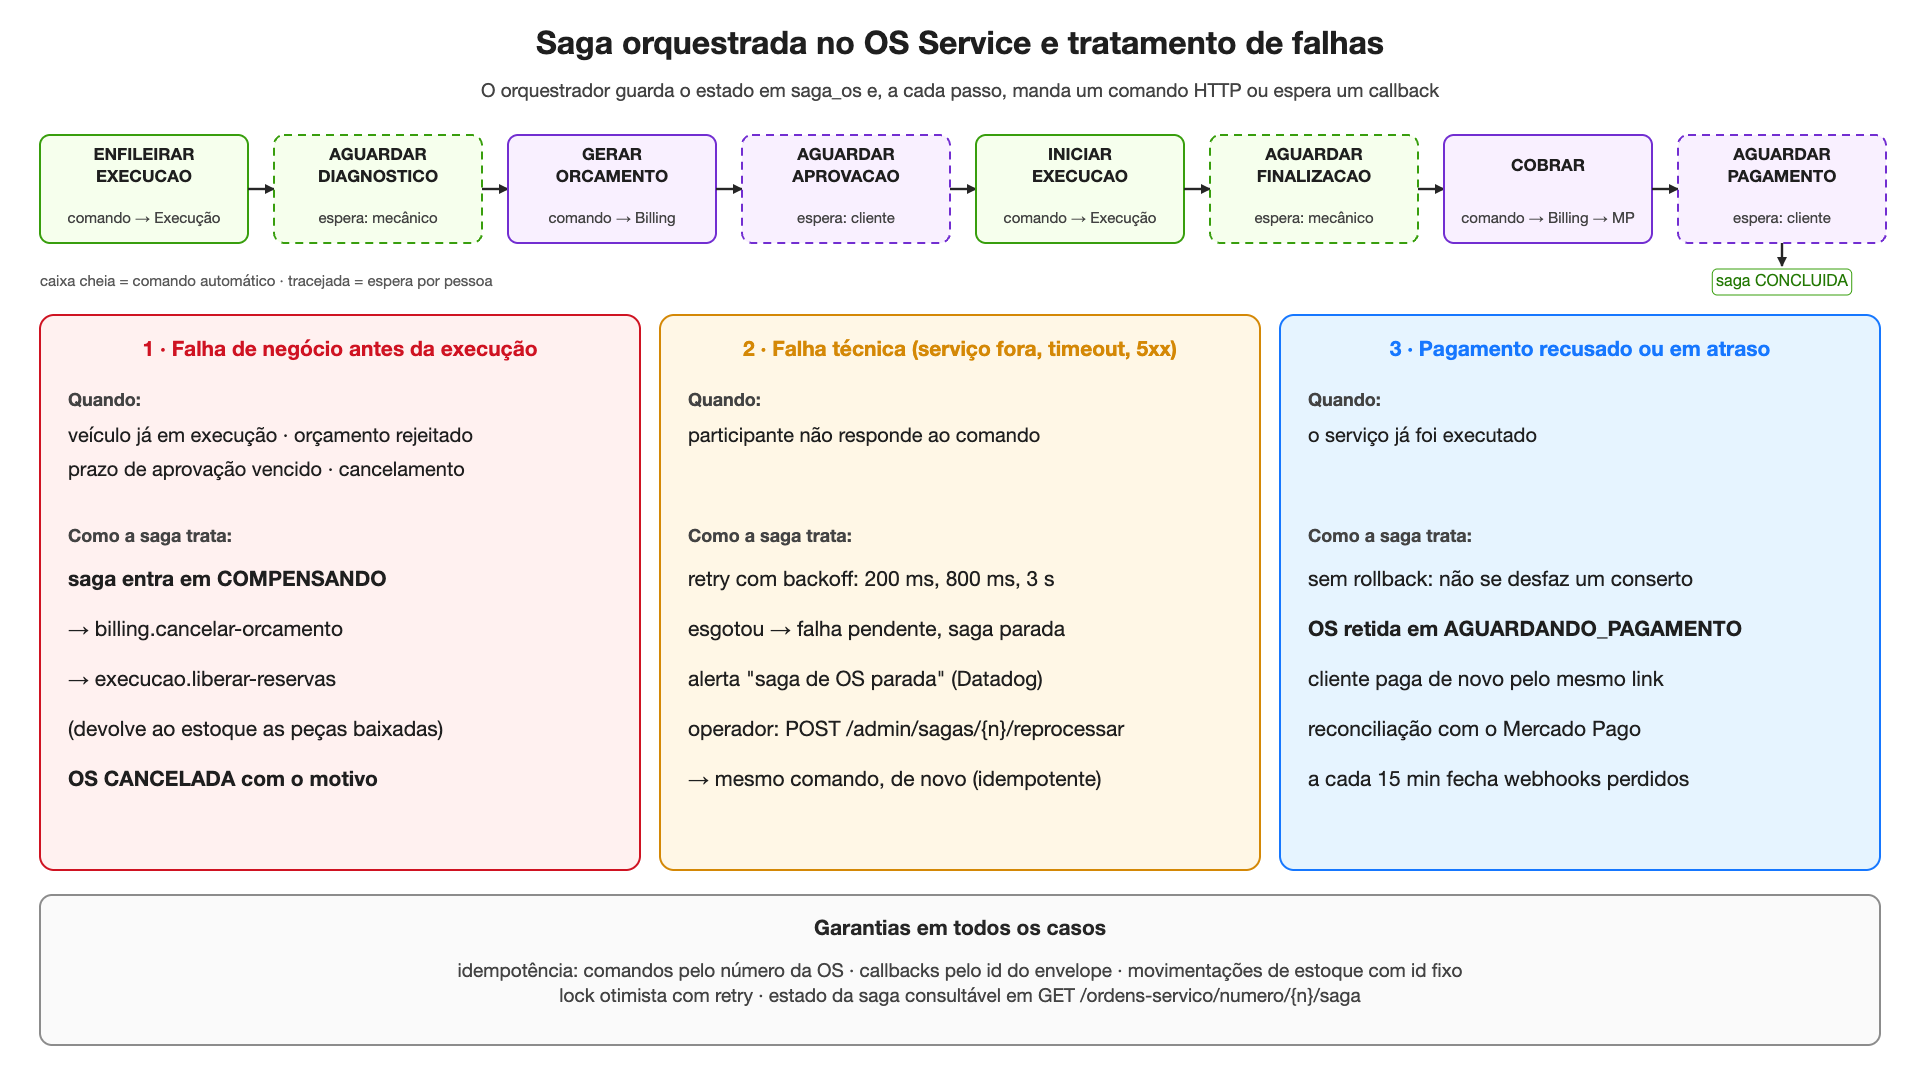 Saga orquestrada no OS Service e tratamento de falhas
O orquestrador guarda o estado em saga_os e, a cada passo, manda um comando HTTP ou espera um callback
ENFILEIRAR
EXECUCAO
comando → Execução
AGUARDAR
DIAGNOSTICO
espera: mecânico
GERAR
ORCAMENTO
comando → Billing
AGUARDAR
APROVACAO
espera: cliente
INICIAR
EXECUCAO
comando → Execução
AGUARDAR
FINALIZACAO
espera: mecânico
COBRAR
comando → Billing → MP
AGUARDAR
PAGAMENTO
espera: cliente
caixa cheia = comando automático · tracejada = espera por pessoa
saga CONCLUIDA
1 · Falha de negócio antes da execução
Quando:
veículo já em execução · orçamento rejeitado
prazo de aprovação vencido · cancelamento
Como a saga trata:
saga entra em COMPENSANDO
→ billing.cancelar-orcamento
→ execucao.liberar-reservas
(devolve ao estoque as peças baixadas)
OS CANCELADA com o motivo
2 · Falha técnica (serviço fora, timeout, 5xx)
Quando:
participante não responde ao comando
Como a saga trata:
retry com backoff: 200 ms, 800 ms, 3 s
esgotou → falha pendente, saga parada
alerta "saga de OS parada" (Datadog)
operador: POST /admin/sagas/{n}/reprocessar
→ mesmo comando, de novo (idempotente)
3 · Pagamento recusado ou em atraso
Quando:
o serviço já foi executado
Como a saga trata:
sem rollback: não se desfaz um conserto
OS retida em AGUARDANDO_PAGAMENTO
cliente paga de novo pelo mesmo link
reconciliação com o Mercado Pago
a cada 15 min fecha webhooks perdidos
Garantias em todos os casos
idempotência: comandos pelo número da OS · callbacks pelo id do envelope · movimentações de estoque com id fixo
lock otimista com retry · estado da saga consultável em GET /ordens-servico/numero/{n}/saga